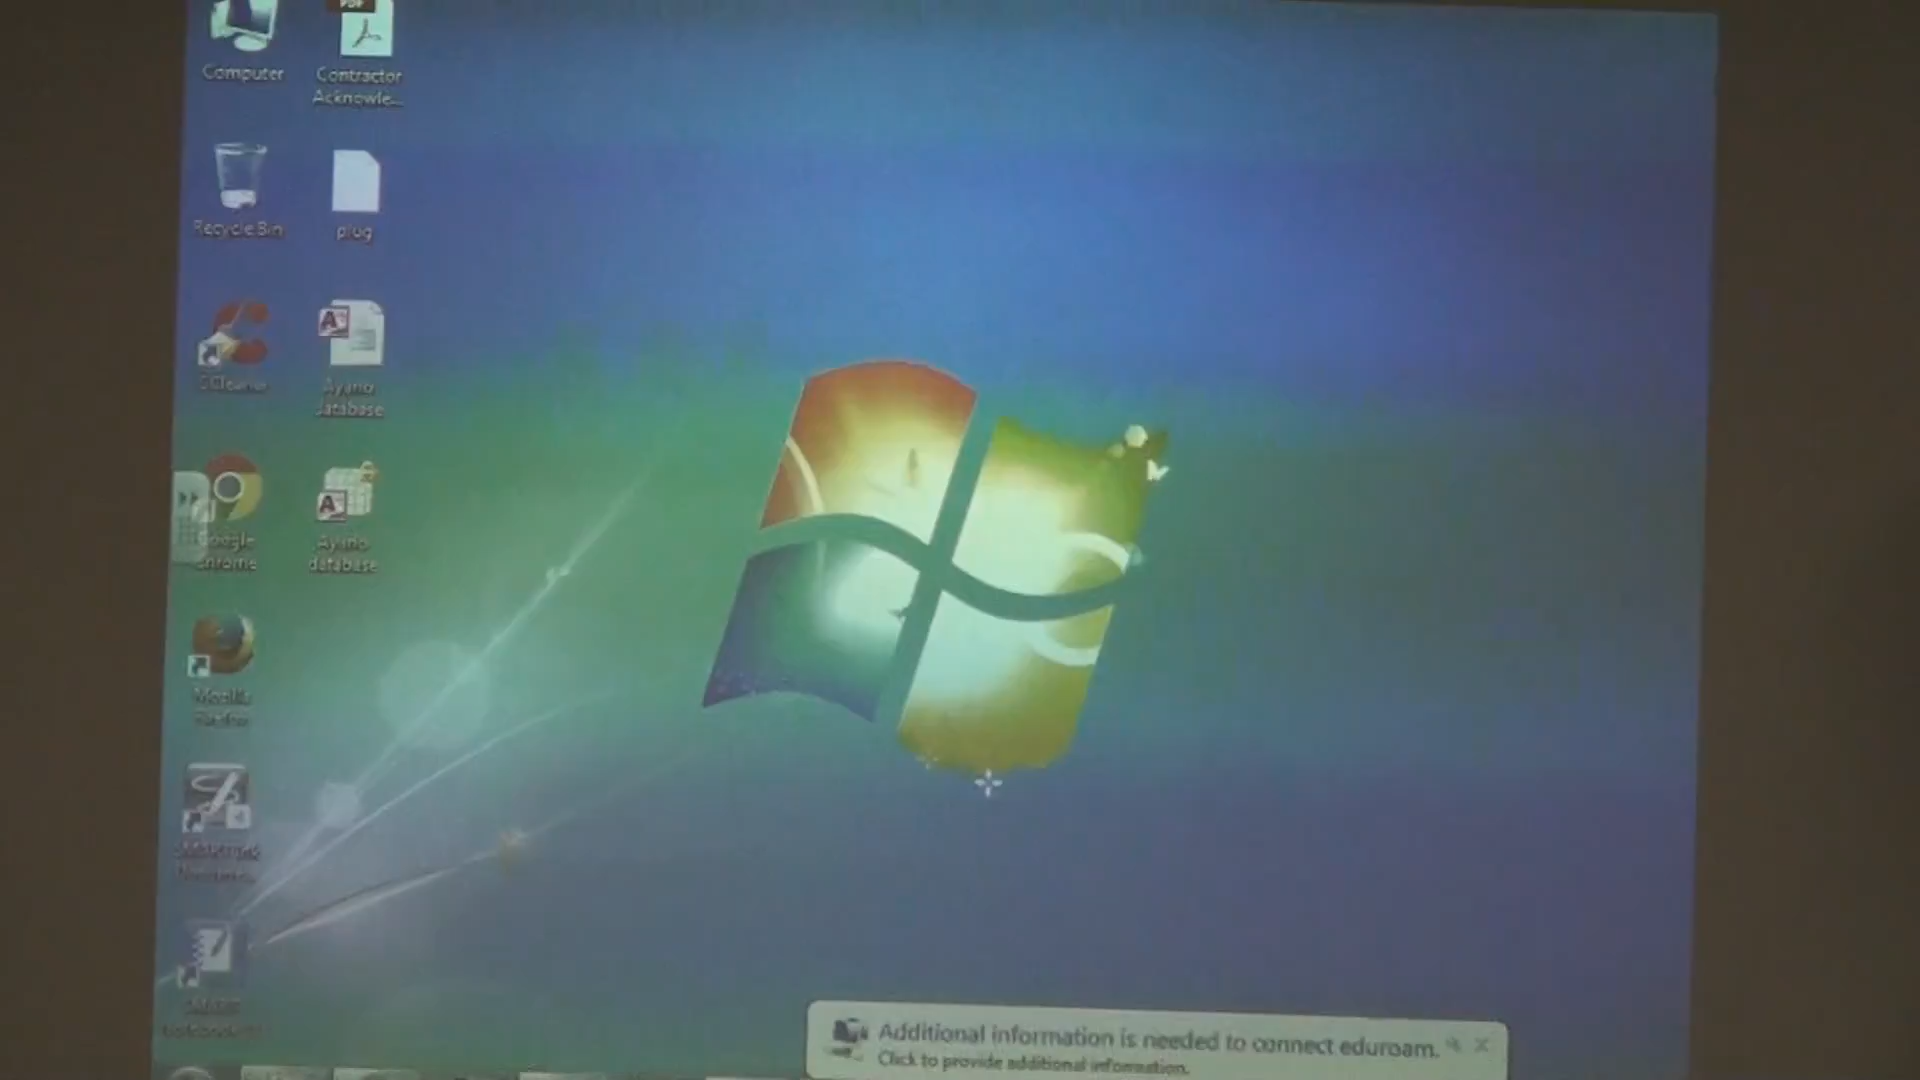 Computer
Contractor
Acknowle...
Recycle Bin
plug
CCleaner
Ayano
database
Google
Chrome
Ayano
database
Mozilla
Firefox
Additional information is needed to connect eduroam.
Click to provide additional information.